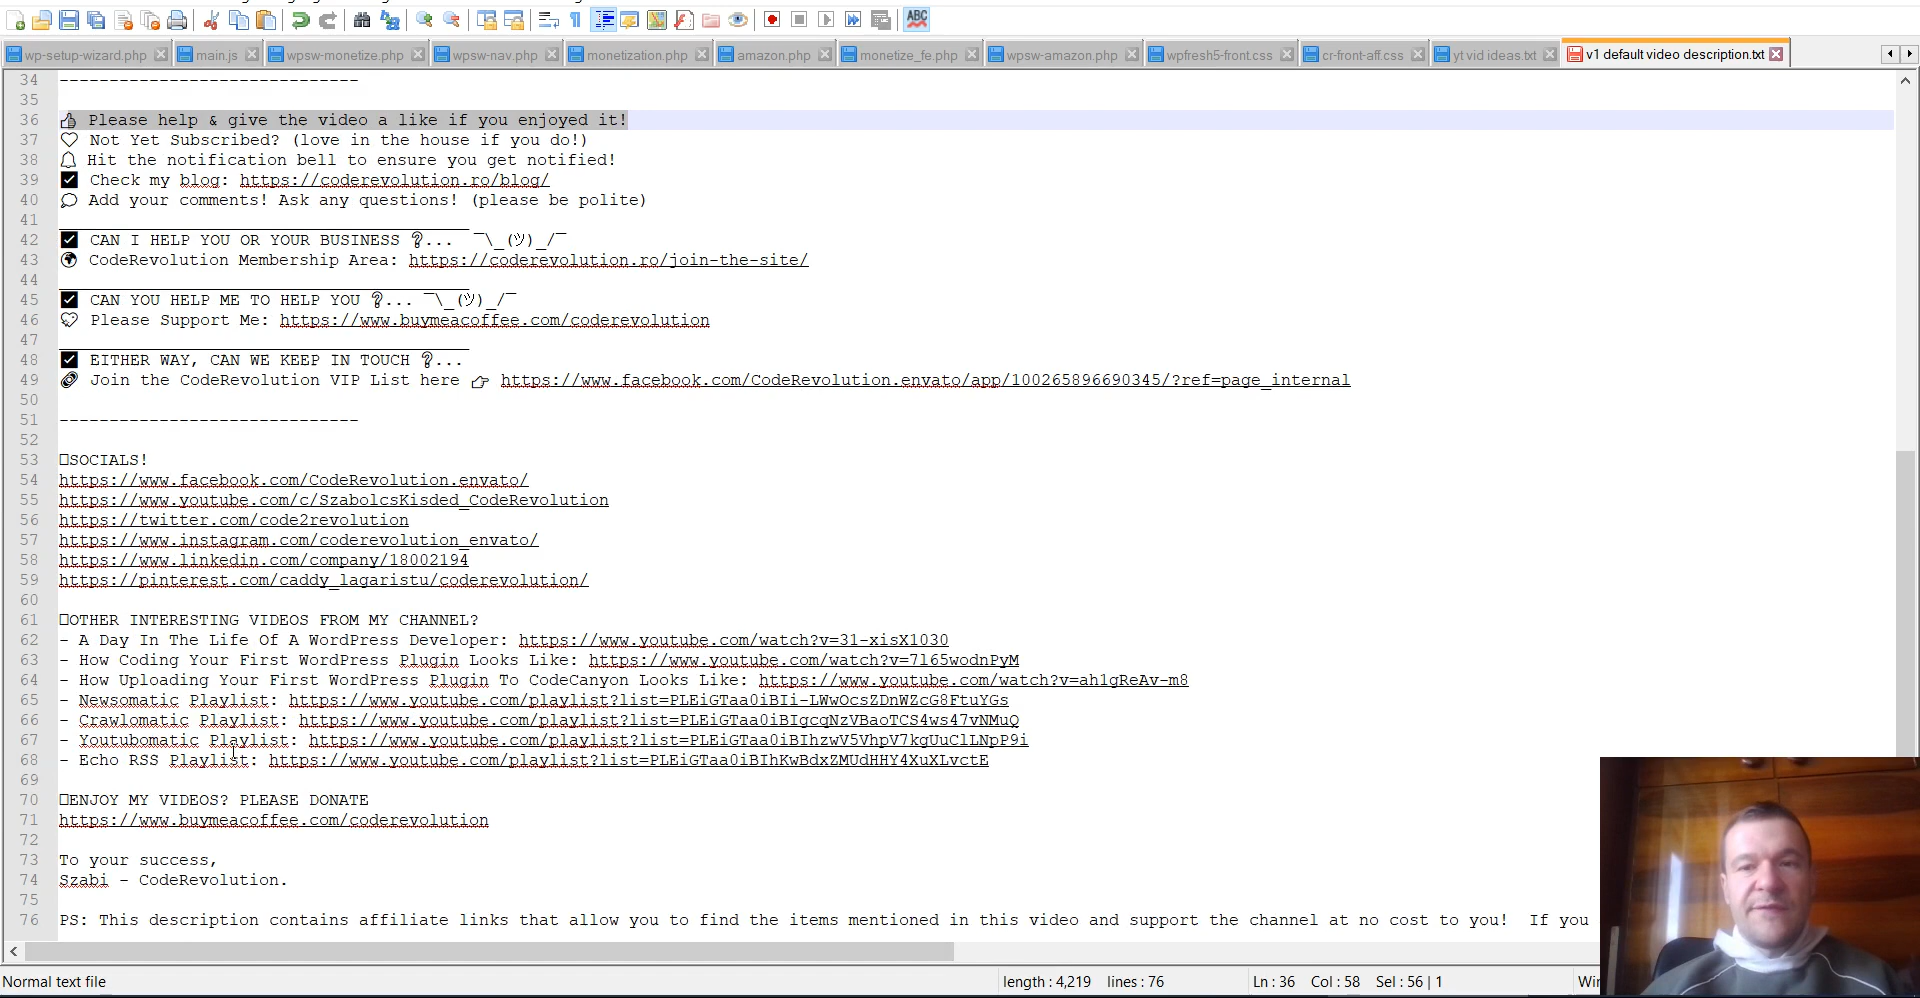 wp-setup-wizard.php main.js wpsw-monetize.php wpsw-nav.php monetization.php amazon.php monetize_fe.php wpsw-amazon.php wpfresh5-front.css cr-front-aff.css yt vid ideas.txt v1 default video description.txt
34 ------------------------------
35
36 👍 Please help & give the video a like if you enjoyed it!
37 ♡ Not Yet Subscribed? (love in the house if you do!)
38 🔔 Hit the notification bell to ensure you get notified!
39 ☑ Check my blog: https://coderevolution.ro/blog/
40 💬 Add your comments! Ask any questions! (please be polite)
41 _________________________________________
42 ☑ CAN I HELP YOU OR YOUR BUSINESS ❔... ¯\_(ツ)_/¯
43 🌍 CodeRevolution Membership Area: https://coderevolution.ro/join-the-site/
44 _________________________________________
45 ☑ CAN YOU HELP ME TO HELP YOU ❔... ¯\_(ツ)_/¯
46 💖 Please Support Me: https://www.buymeacoffee.com/coderevolution
47 _________________________________________
48 ☑ EITHER WAY, CAN WE KEEP IN TOUCH ❔...
49 🔗 Join the CodeRevolution VIP List here 👉 https://www.facebook.com/CodeRevolution.envato/app/100265896690345/?ref=page_internal
50
51 ------------------------------
52
53 □SOCIALS!
54 https://www.facebook.com/CodeRevolution.envato/
55 https://www.youtube.com/c/SzabolcsKisded_CodeRevolution
56 https://twitter.com/code2revolution
57 https://www.instagram.com/coderevolution_envato/
58 https://www.linkedin.com/company/18002194
59 https://pinterest.com/caddy_lagaristu/coderevolution/
60
61 □OTHER INTERESTING VIDEOS FROM MY CHANNEL?
62 - A Day In The Life Of A WordPress Developer: https://www.youtube.com/watch?v=31-xisX1030
63 - How Coding Your First WordPress Plugin Looks Like: https://www.youtube.com/watch?v=7l65wodnPyM
64 - How Uploading Your First WordPress Plugin To CodeCanyon Looks Like: https://www.youtube.com/watch?v=ah1gReAv-m8
65 - Newsomatic Playlist: https://www.youtube.com/playlist?list=PLEiGTaa0iBIi-LWwOcsZDnWZcG8FtuYGs
66 - Crawlomatic Playlist: https://www.youtube.com/playlist?list=PLEiGTaa0iBIgcqNzVBaoTCS4ws47vNMuQ
67 - Youtubomatic Playlist: https://www.youtube.com/playlist?list=PLEiGTaa0iBIhzwV5VhpV7kgUuClLNpP9i
68 - Echo RSS Playlist: https://www.youtube.com/playlist?list=PLEiGTaa0iBIhKwBdxZMUdHHY4XuXLvctE
69
70 □ENJOY MY VIDEOS? PLEASE DONATE
71 https://www.buymeacoffee.com/coderevolution
72
73 To your success,
74 Szabi - CodeRevolution.
75
76 PS: This description contains affiliate links that allow you to find the items mentioned in this video and support the channel at no cost to you!  If you
Normal text file length : 4,219 lines : 76 Ln : 36 Col : 58 Sel : 56 | 1